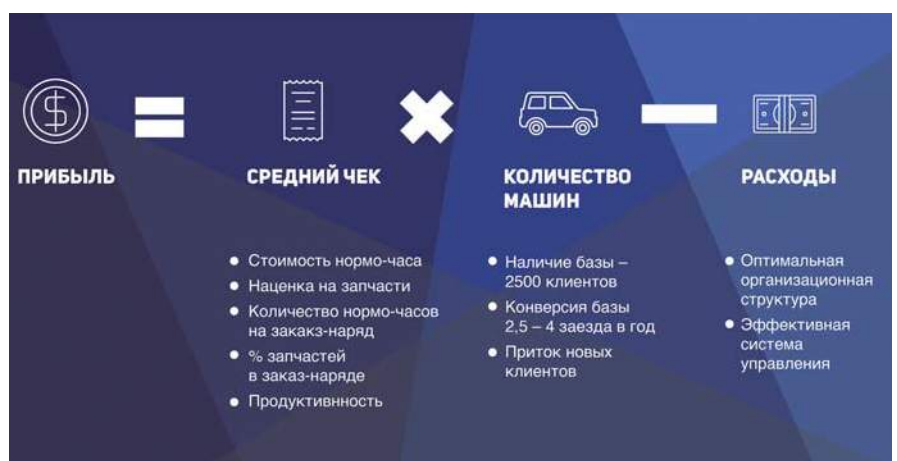 ПРИБЫЛЬ
СРЕДНИЙ ЧЕК
КОЛИЧЕСТВО
МАШИН
РАСХОДЫ
• Стоимость нормо-часа
• Наценка на запчасти
• Количество нормо-часов
на закакз-наряд
• % запчастей
в заказ-наряде
• Продуктивнность
• Наличие базы –
2500 клиентов
• Конверсия базы
2,5 – 4 заезда в год
• Приток новых
клиентов
• Оптимальная
организационная
структура
• Эффективная
система
управления